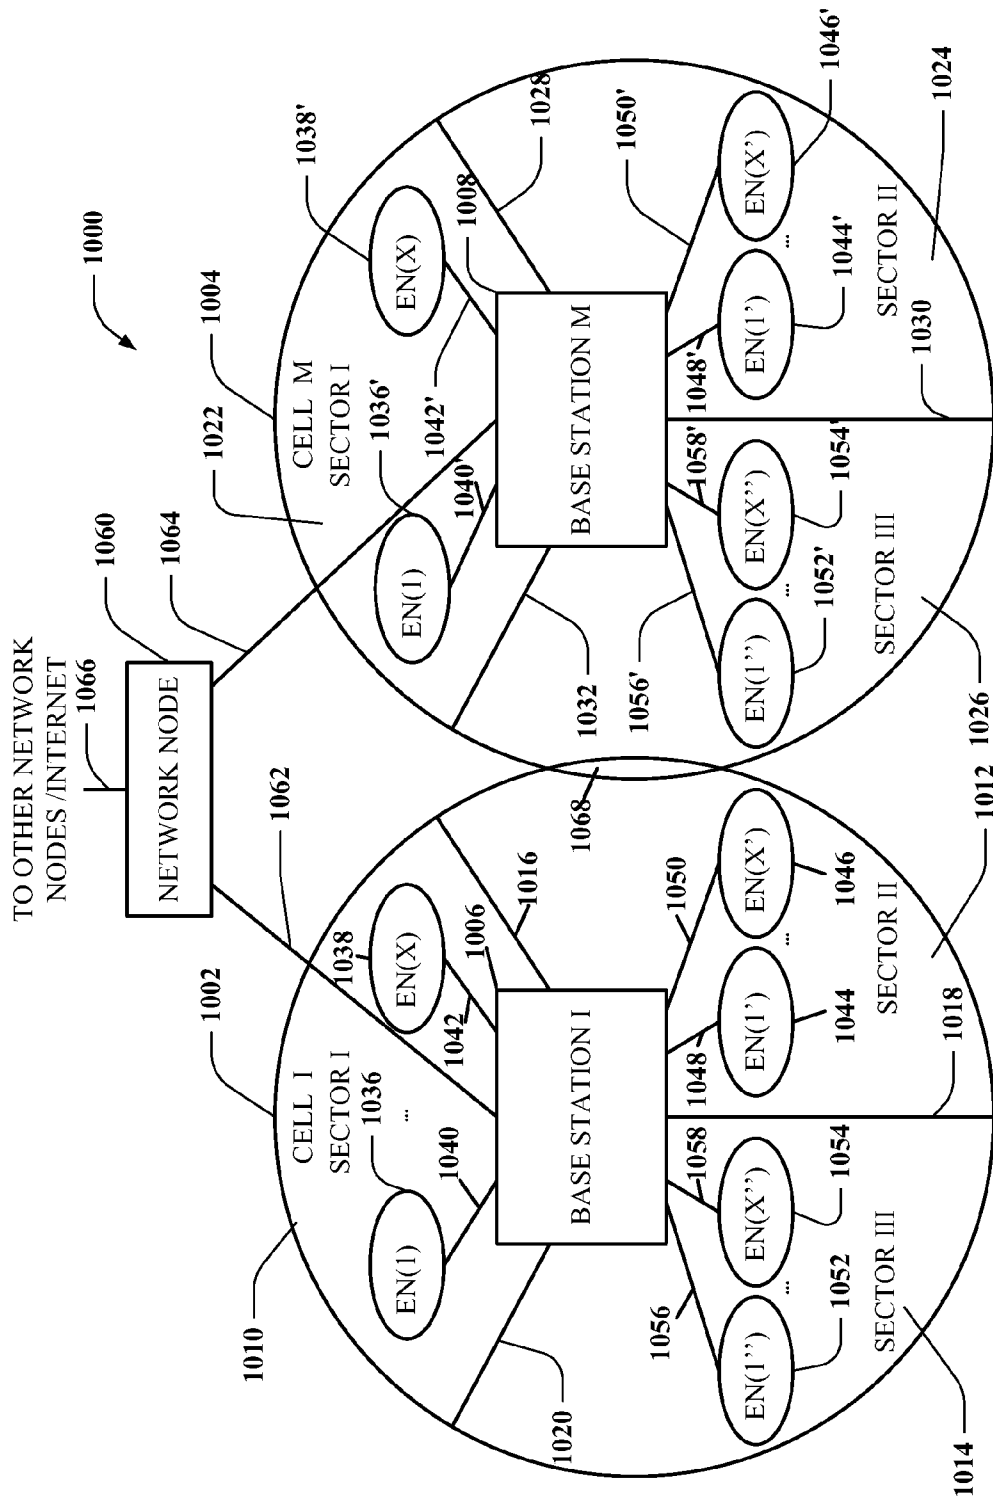 1000
TO OTHER NETWORK
NODES /INTERNET
1066
NETWORK NODE
1060
1062
1064
1002
1010
CELL I
SECTOR I
1036
...
1038
EN(1)
EN(X)
1040
1042
1006
1020
1016
BASE STATION I
1056
1058
1048
1050
EN(1'')
EN(X'')
EN(1')
EN(X')
...
...
1052
1054
1044
1046
SECTOR III
SECTOR II
1014
1018
1012
1068
1004
1022
CELL M
SECTOR I
1036'
1038'
EN(1)
EN(X)
1040'
1042'
1008
1028
1032
BASE STATION M
1056'
1058'
1048'
1050'
EN(1'')
EN(X'')
EN(1')
EN(X')
...
...
1052'
1054'
1044'
1046'
SECTOR III
SECTOR II
1026
1030
1024